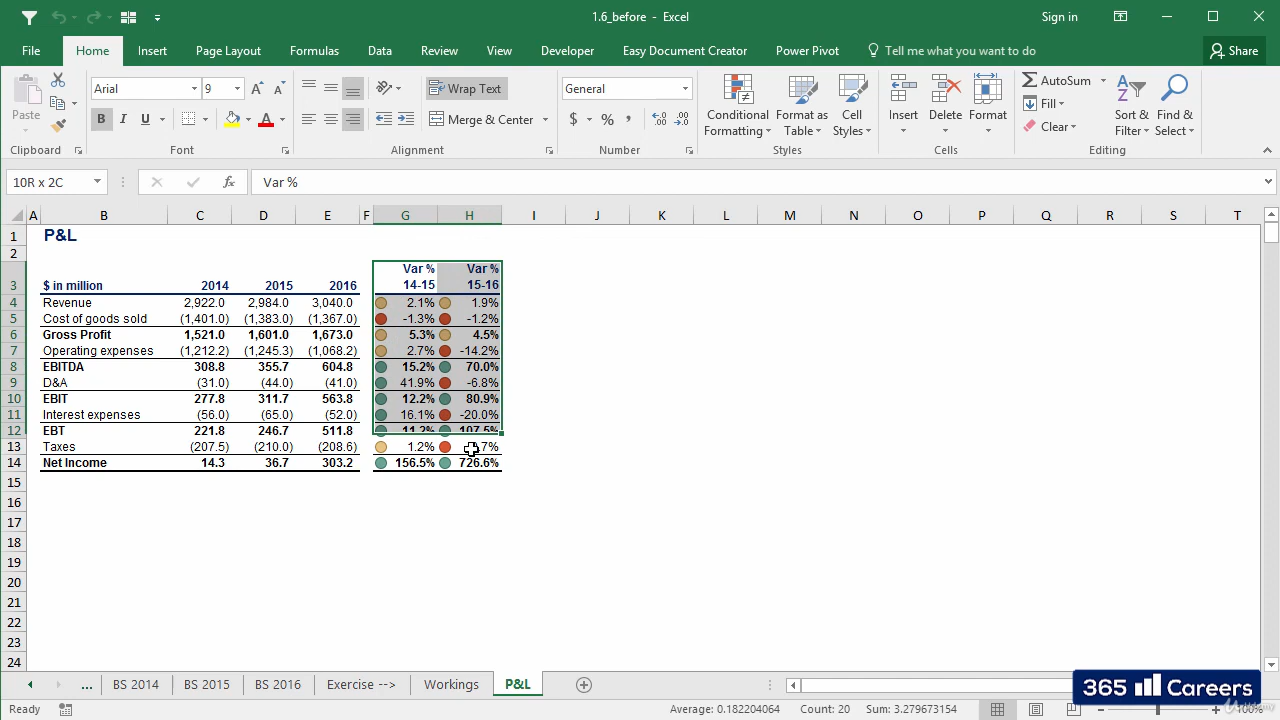 1.6_before - Excel
Sign in
File Home Insert Page Layout Formulas Data Review View Developer Easy Document Creator Power Pivot Tell me what you want to do Share
Arial 9 Wrap Text General AutoSum
Paste B I U Merge & Center $ % , Conditional Formatting Format as Table Cell Styles Insert Delete Format Fill Clear Sort & Filter Find & Select
Clipboard Font Alignment Number Styles Cells Editing
10R x 2C fx Var %
A B C D E F G H I J K L M N O P Q R S T
1 P&L
2
Var % Var %
3 $ in million 2014 2015 2016 14-15 15-16
4 Revenue 2,922.0 2,984.0 3,040.0 2.1% 1.9%
5 Cost of goods sold (1,401.0) (1,383.0) (1,367.0) -1.3% -1.2%
6 Gross Profit 1,521.0 1,601.0 1,673.0 5.3% 4.5%
7 Operating expenses (1,212.2) (1,245.3) (1,068.2) 2.7% -14.2%
8 EBITDA 308.8 355.7 604.8 15.2% 70.0%
9 D&A (31.0) (44.0) (41.0) 41.9% -6.8%
10 EBIT 277.8 311.7 563.8 12.2% 80.9%
11 Interest expenses (56.0) (65.0) (52.0) 16.1% -20.0%
12 EBT 221.8 246.7 511.8 11.2% 107.5%
13 Taxes (207.5) (210.0) (208.6) 1.2% 7%
14 Net Income 14.3 36.7 303.2 156.5% 726.6%
15
16
17
18
19
20
21
22
23
24
... BS 2014 BS 2015 BS 2016 Exercise --> Workings P&L
365 Careers
Ready Average: 0.182204064 Count: 20 Sum: 3.279673154 100%